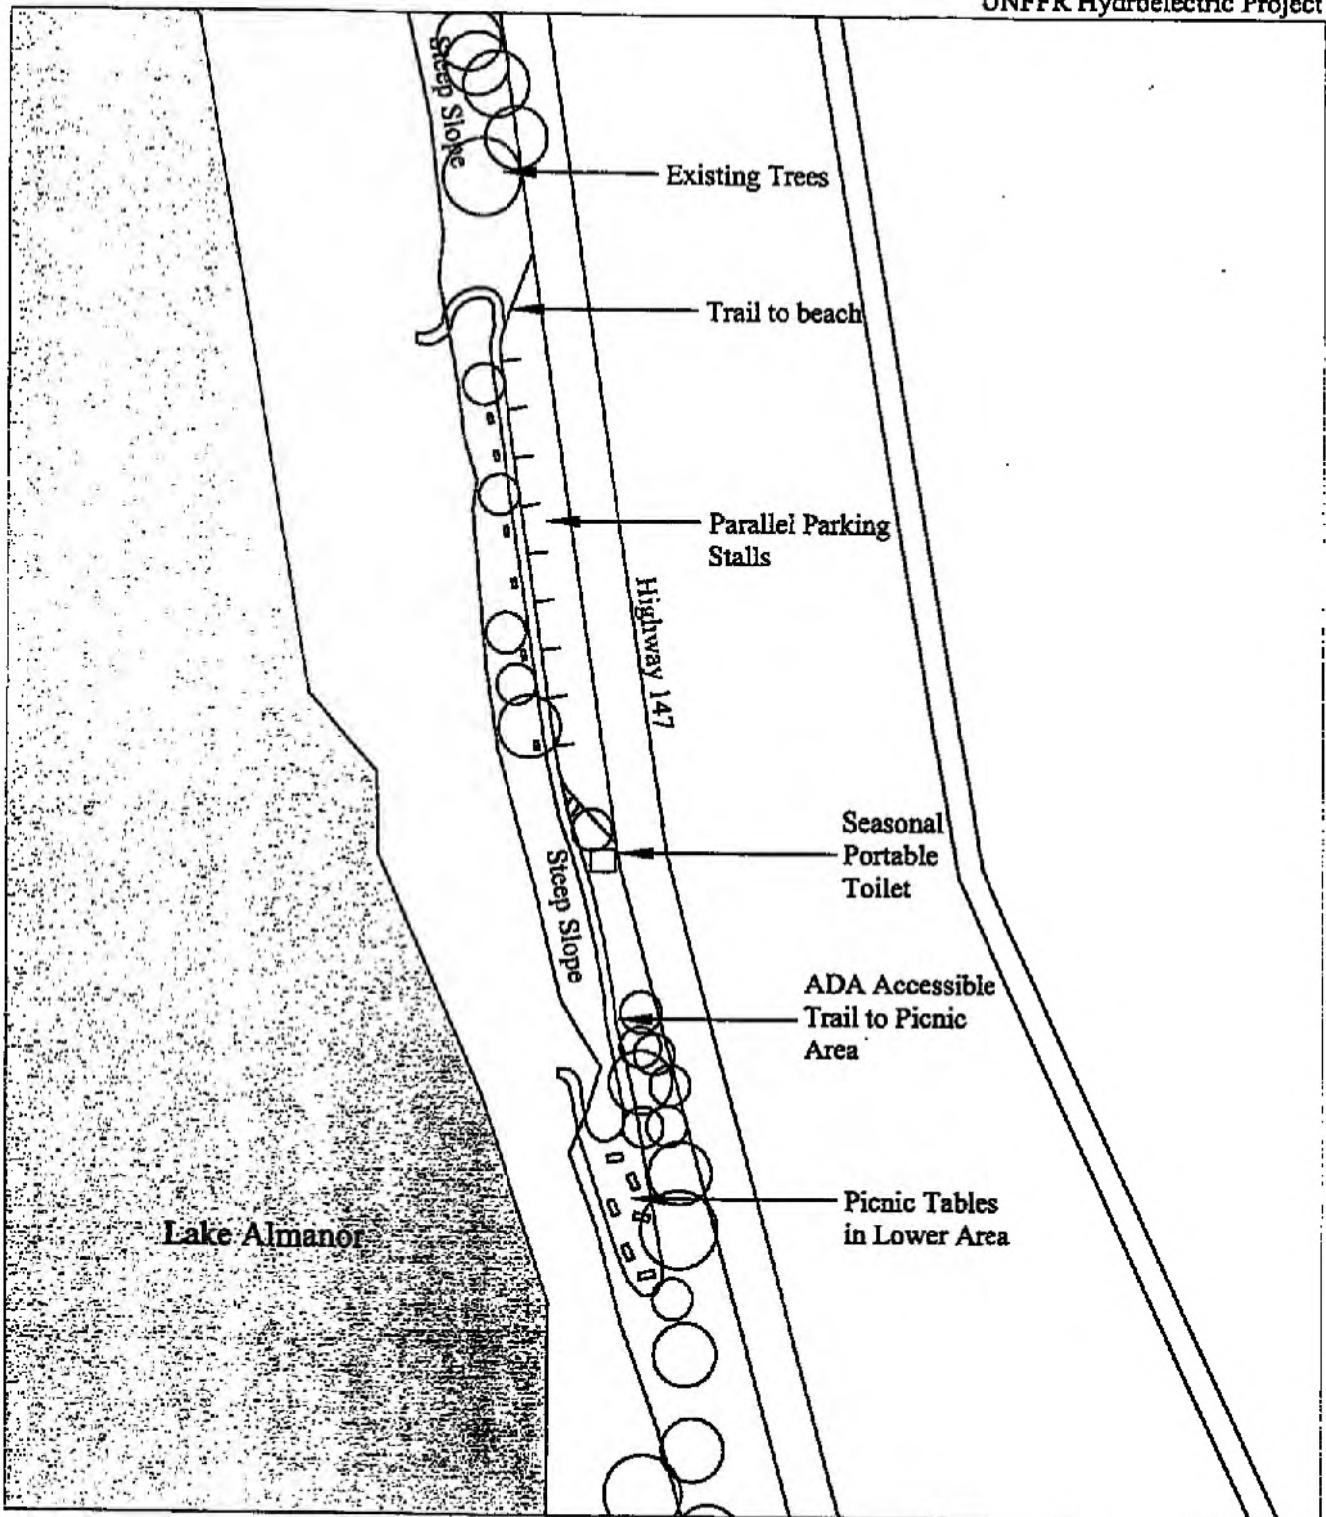 UNFFR Hydroelectric Project
Steep Slope
Existing Trees
Trail to beach
Parallel Parking
Stalls
Highway 147
Seasonal
Portable
Toilet
Steep Slope
ADA Accessible
Trail to Picnic
Area
Picnic Tables
in Lower Area
Lake Almanor